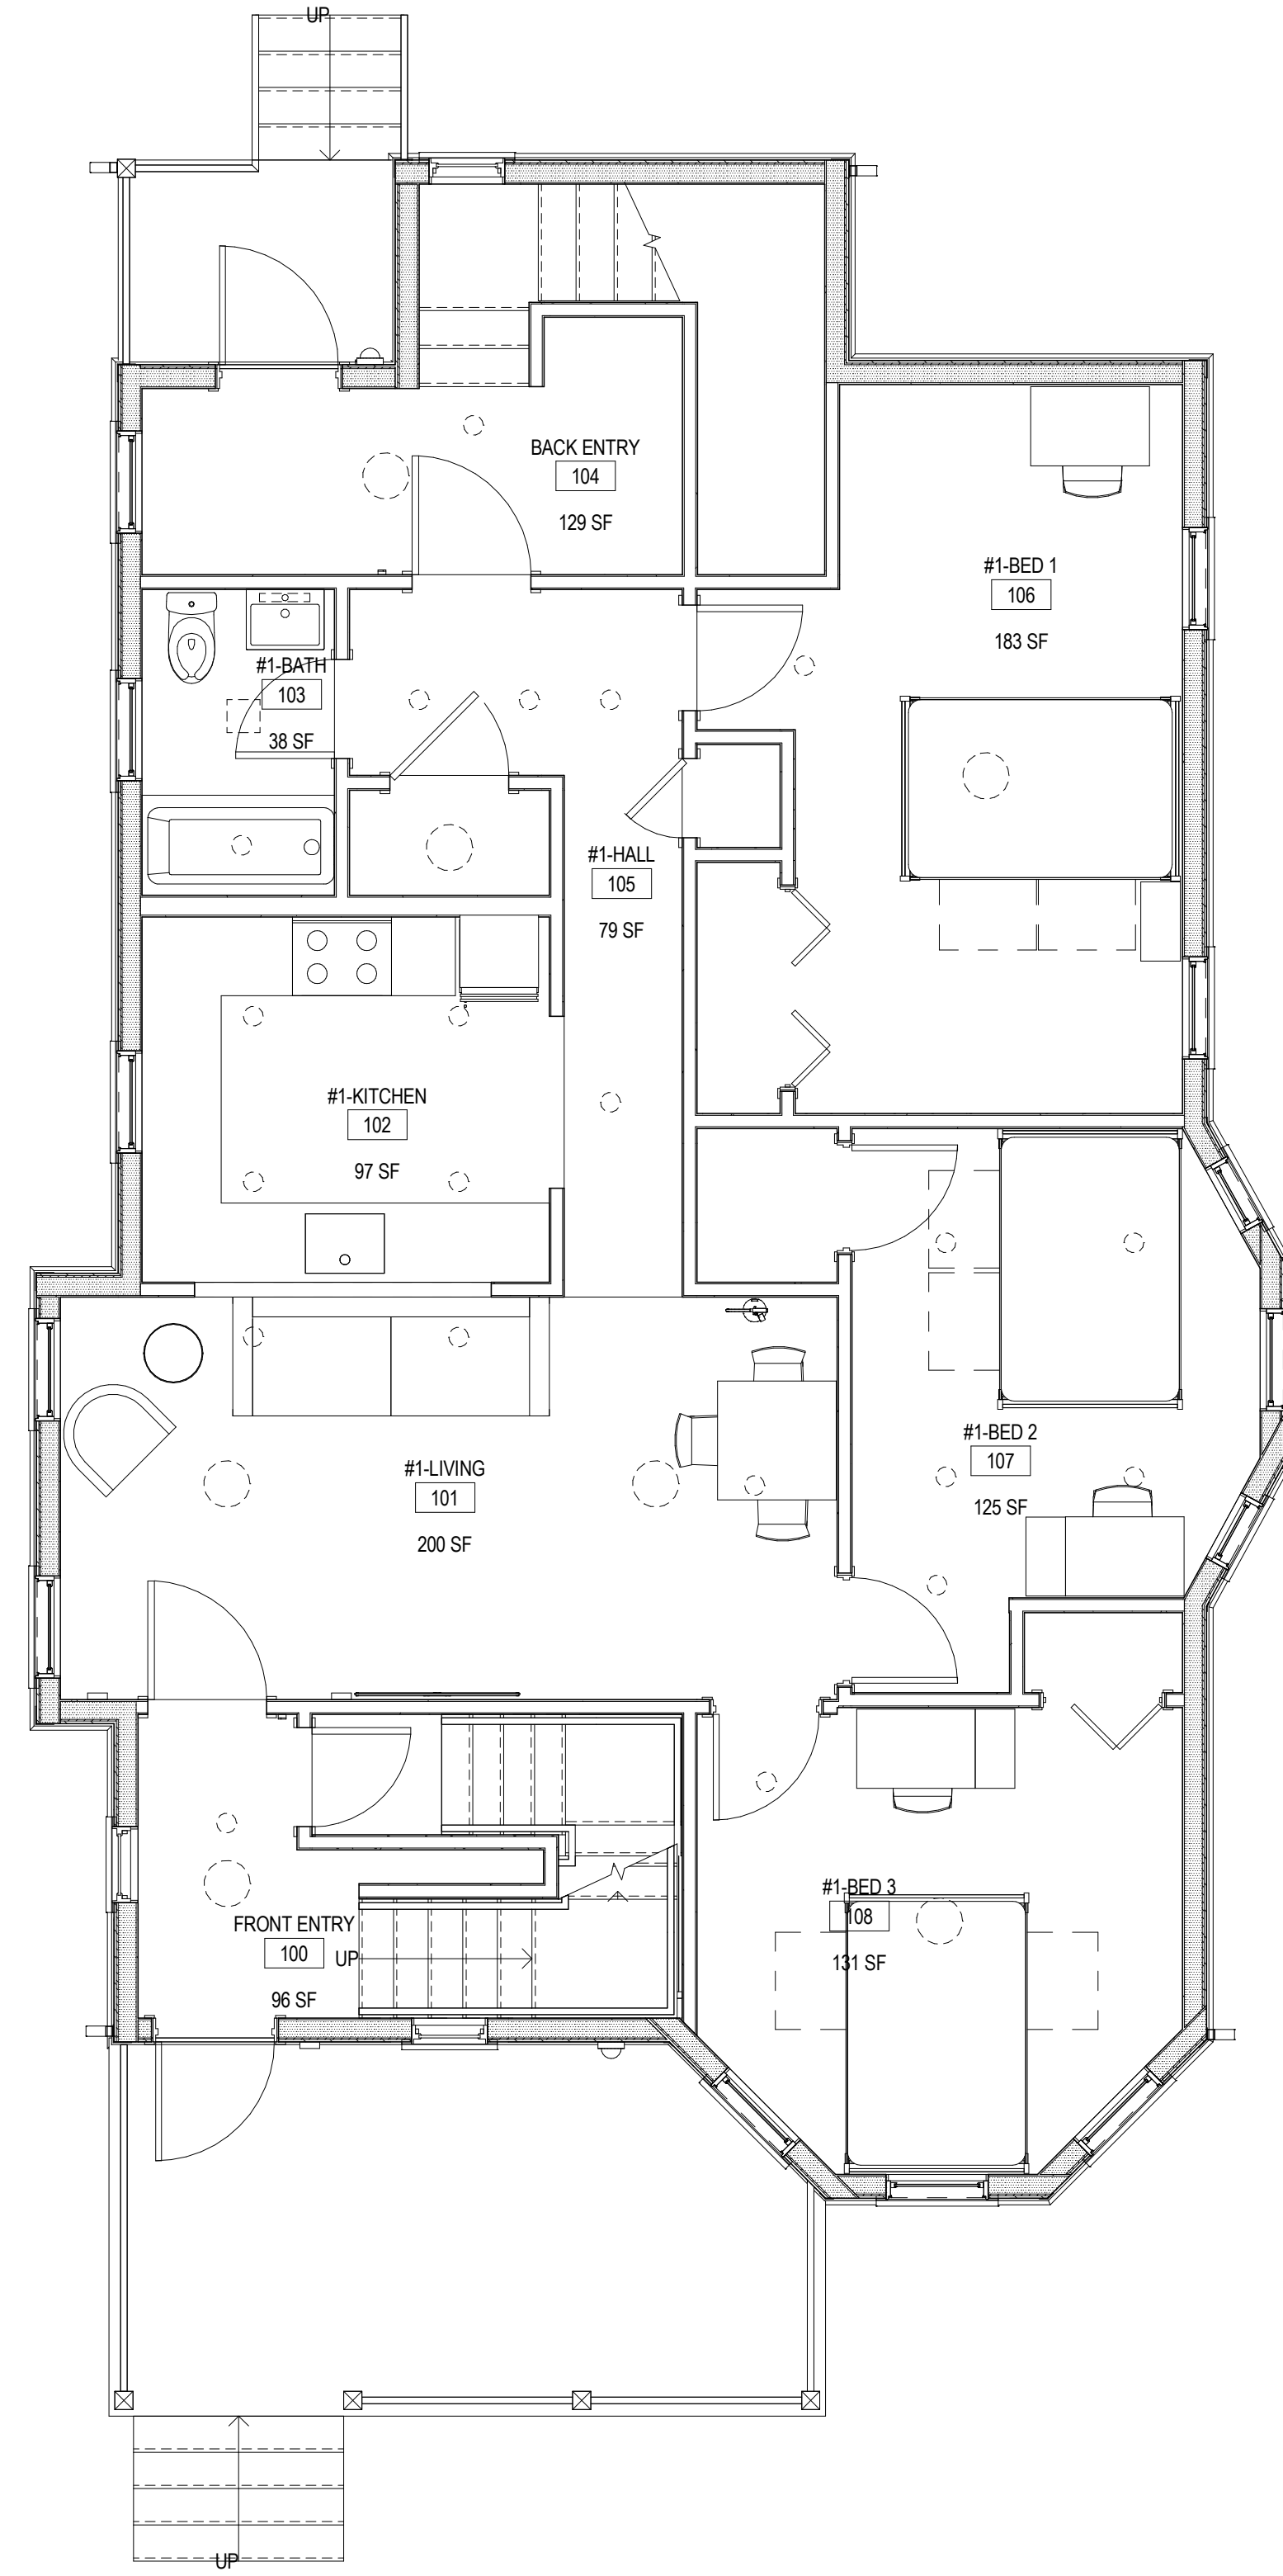 UP
BACK ENTRY
104
129 SF
#1-BED 1
106
183 SF
#1-BATH
103
38 SF
#1-HALL
105
79 SF
#1-KITCHEN
102
97 SF
#1-BED 2
107
125 SF
#1-LIVING
101
200 SF
#1-BED 3
108
131 SF
FRONT ENTRY
100
96 SF
UP
UP